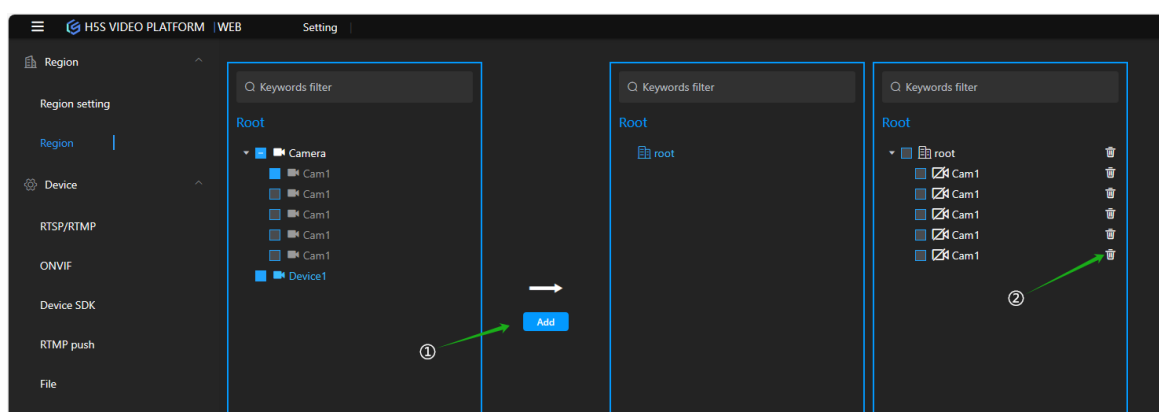 H5S VIDEO PLATFORM | WEB Setting
Region
Region setting
Region
Device
RTSP/RTMP
ONVIF
Device SDK
RTMP push
File
Keywords filter
Root
Camera
Cam1
Cam1
Cam1
Cam1
Cam1
Device1
①
Add
Keywords filter
Root
root
Keywords filter
Root
root
Cam1
Cam1
Cam1
Cam1
Cam1
②